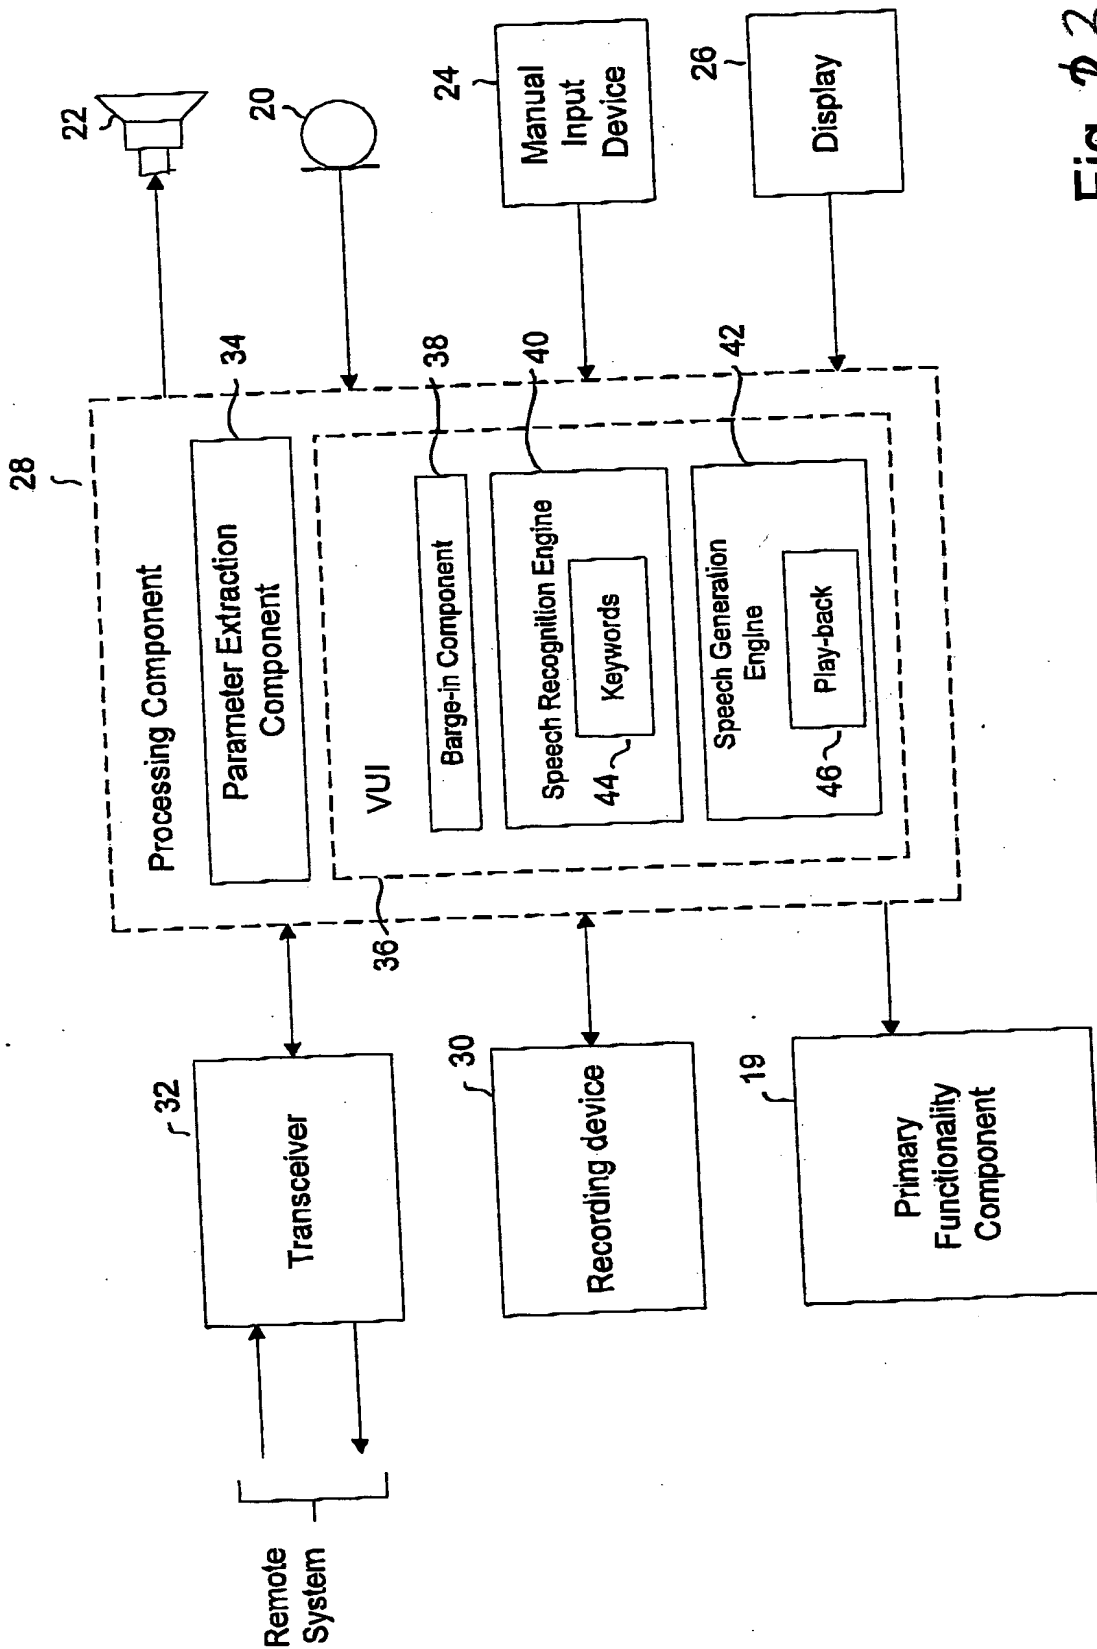 28
22
20
24
26
Processing Component
34
Parameter Extraction
Component
36
VUI
38
Barge-in Component
40
Speech Recognition Engine
44
Keywords
42
Speech Generation
Engine
46
Play-back
Manual
Input
Device
Display
32
Transceiver
30
Recording device
19
Primary
Functionality
Component
Remote
System
Fig. 2